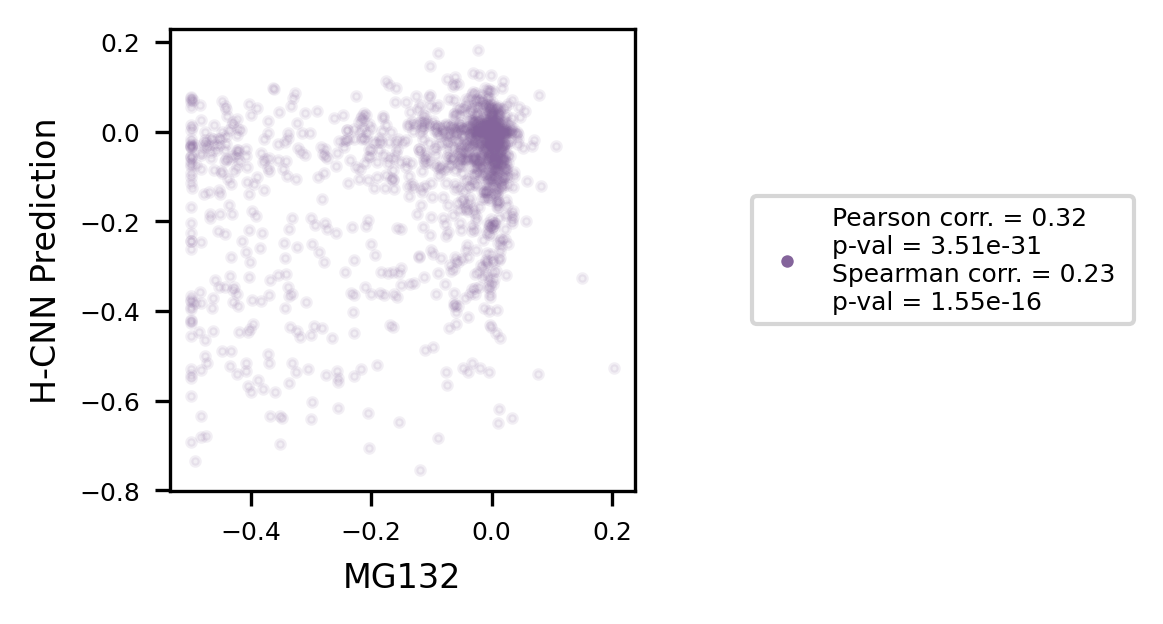 0.2
0.0
−0.2
−0.4
−0.6
−0.8
H-CNN Prediction
−0.4
−0.2
0.0
0.2
MG132
Pearson corr. = 0.32
p-val = 3.51e-31
Spearman corr. = 0.23
p-val = 1.55e-16